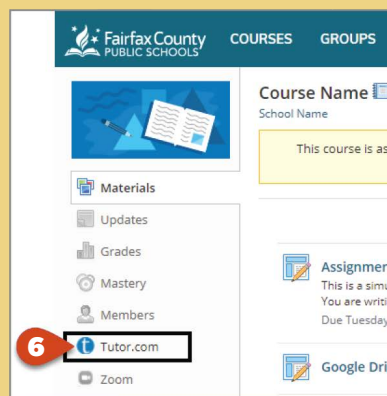 Fairfax County COURSES GROUPS
PUBLIC SCHOOLS
Course Name
School Name
This course is as
Materials
Updates
Grades
Mastery
Members
6 Tutor.com
Zoom
Assignmen
This is a simu
You are writi
Due Tuesday
Google Dri